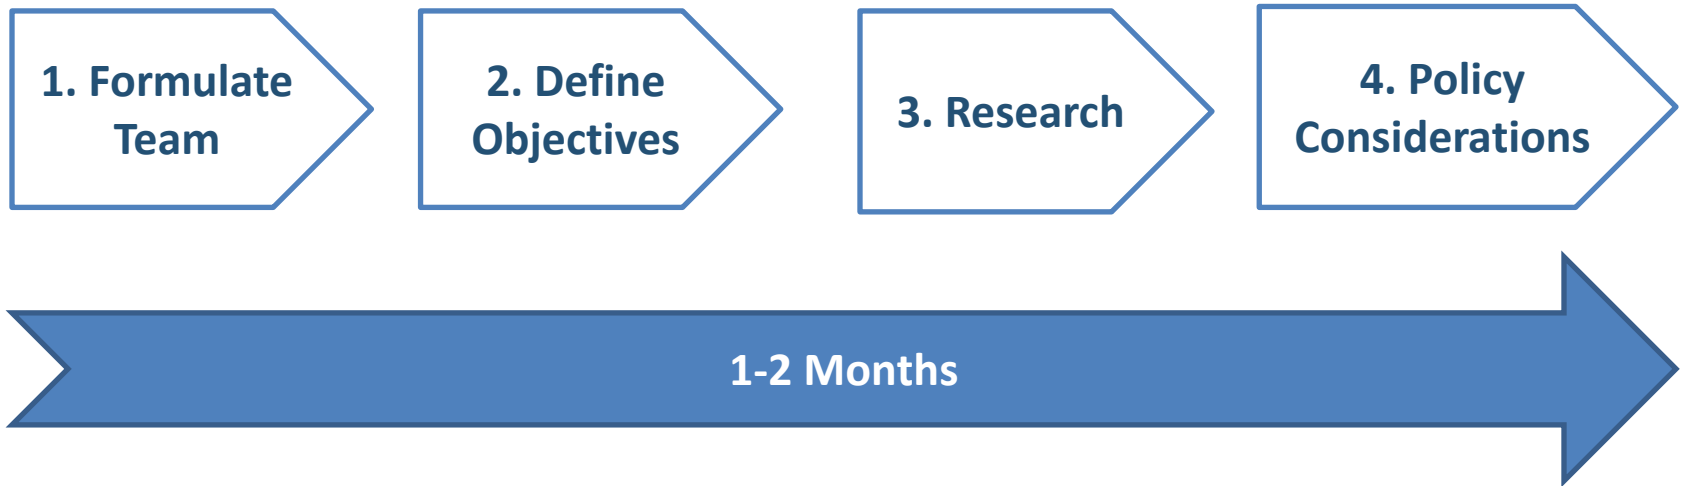 1. Formulate
Team
2. Define
Objectives
3. Research
4. Policy
Considerations
1-2 Months